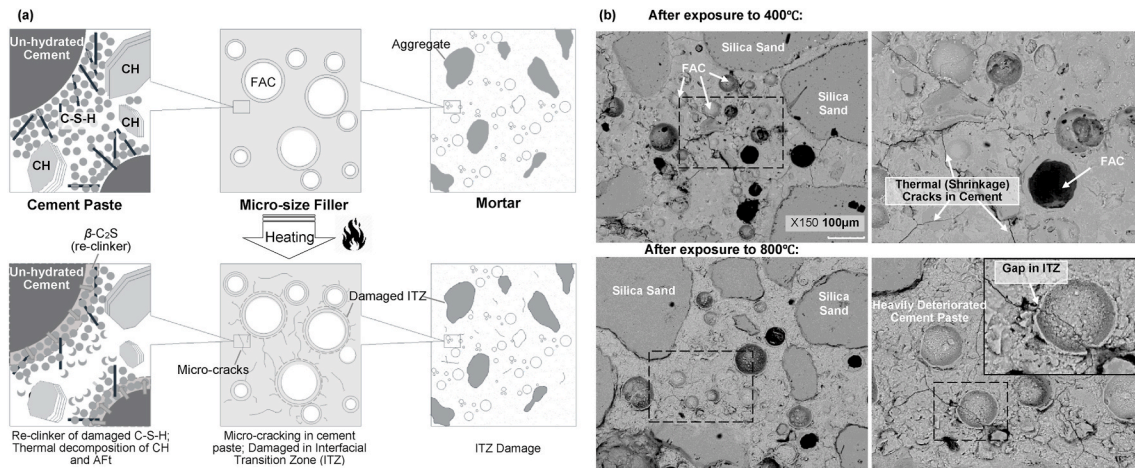 (a)
Un-hydrated
Cement
CH
C-S-H
CH
CH
FAC
Aggregate
Cement Paste
Micro-size Filler
Mortar
Heating
β-C₂S
(re-clinker)
Un-hydrated
Cement
Damaged ITZ
Micro-cracks
Re-clinker of damaged C-S-H;
Thermal decomposition of CH
and AFt
Micro-cracking in cement
paste; Damaged in Interfacial
Transition Zone (ITZ)
ITZ Damage
(b)
After exposure to 400℃:
Silica Sand
FAC
Silica
Sand
X150 100μm
FAC
Thermal (Shrinkage)
Cracks in Cement
After exposure to 800℃:
Silica Sand
Silica
Sand
Gap in ITZ
Heavily Deteriorated
Cement Paste